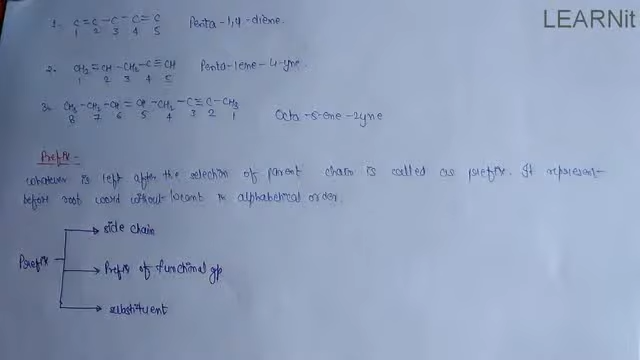 LEARNit
1. C=C-C-C=C Penta-1,4-diene.
1 2 3 4 5
2. CH2=CH-CH2-C≡CH Penta-1ene-4-yne.
1 2 3 4 5
3. CH3-CH2-CH=CH-CH2-C≡C-CH3 Octa-5-ene-2yne
8 7 6 5 4 3 2 1
Prefix-
whatever is left after the selection of parent chain is called as prefix. It represent
before root word without locant in alphabetical order.
side chain
Prefix
Prefix of functional gp
substituent